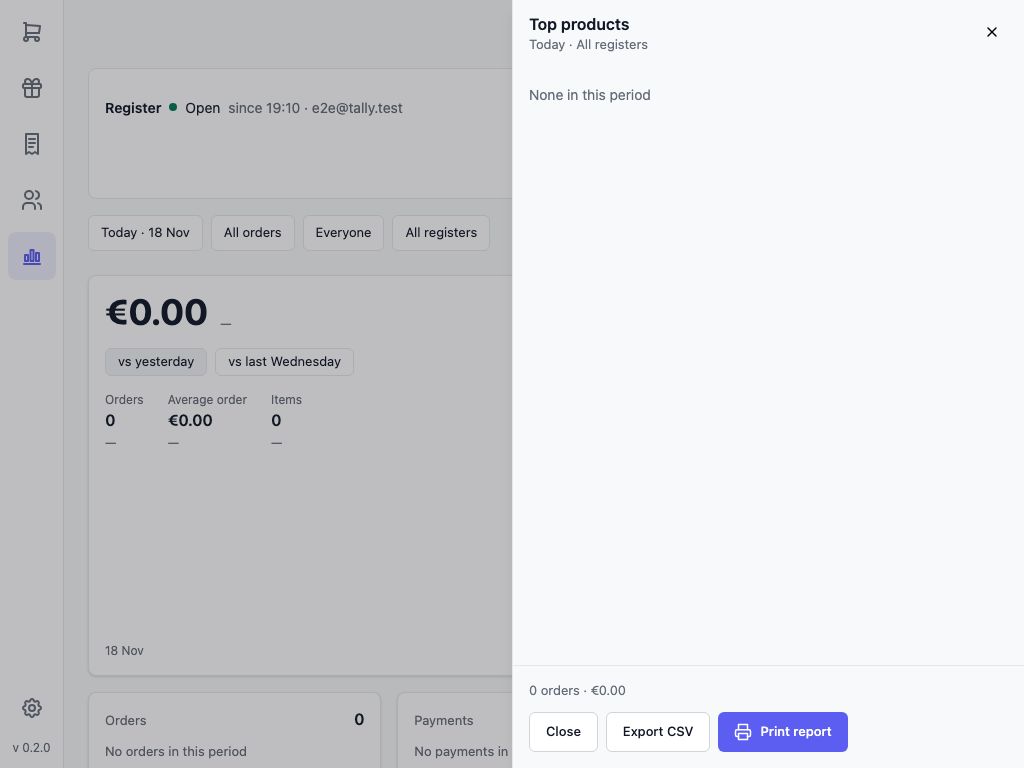 Top products
Today · All registers
None in this period
Register Open since 19:10 · e2e@tally.test
Today · 18 Nov All orders Everyone All registers
€0.00 —
vs yesterday vs last Wednesday
Orders Average order Items
0 €0.00 0
— — —
18 Nov
Orders 0 Payments
No orders in this period No payments in
v 0.2.0
0 orders · €0.00
Close Export CSV Print report